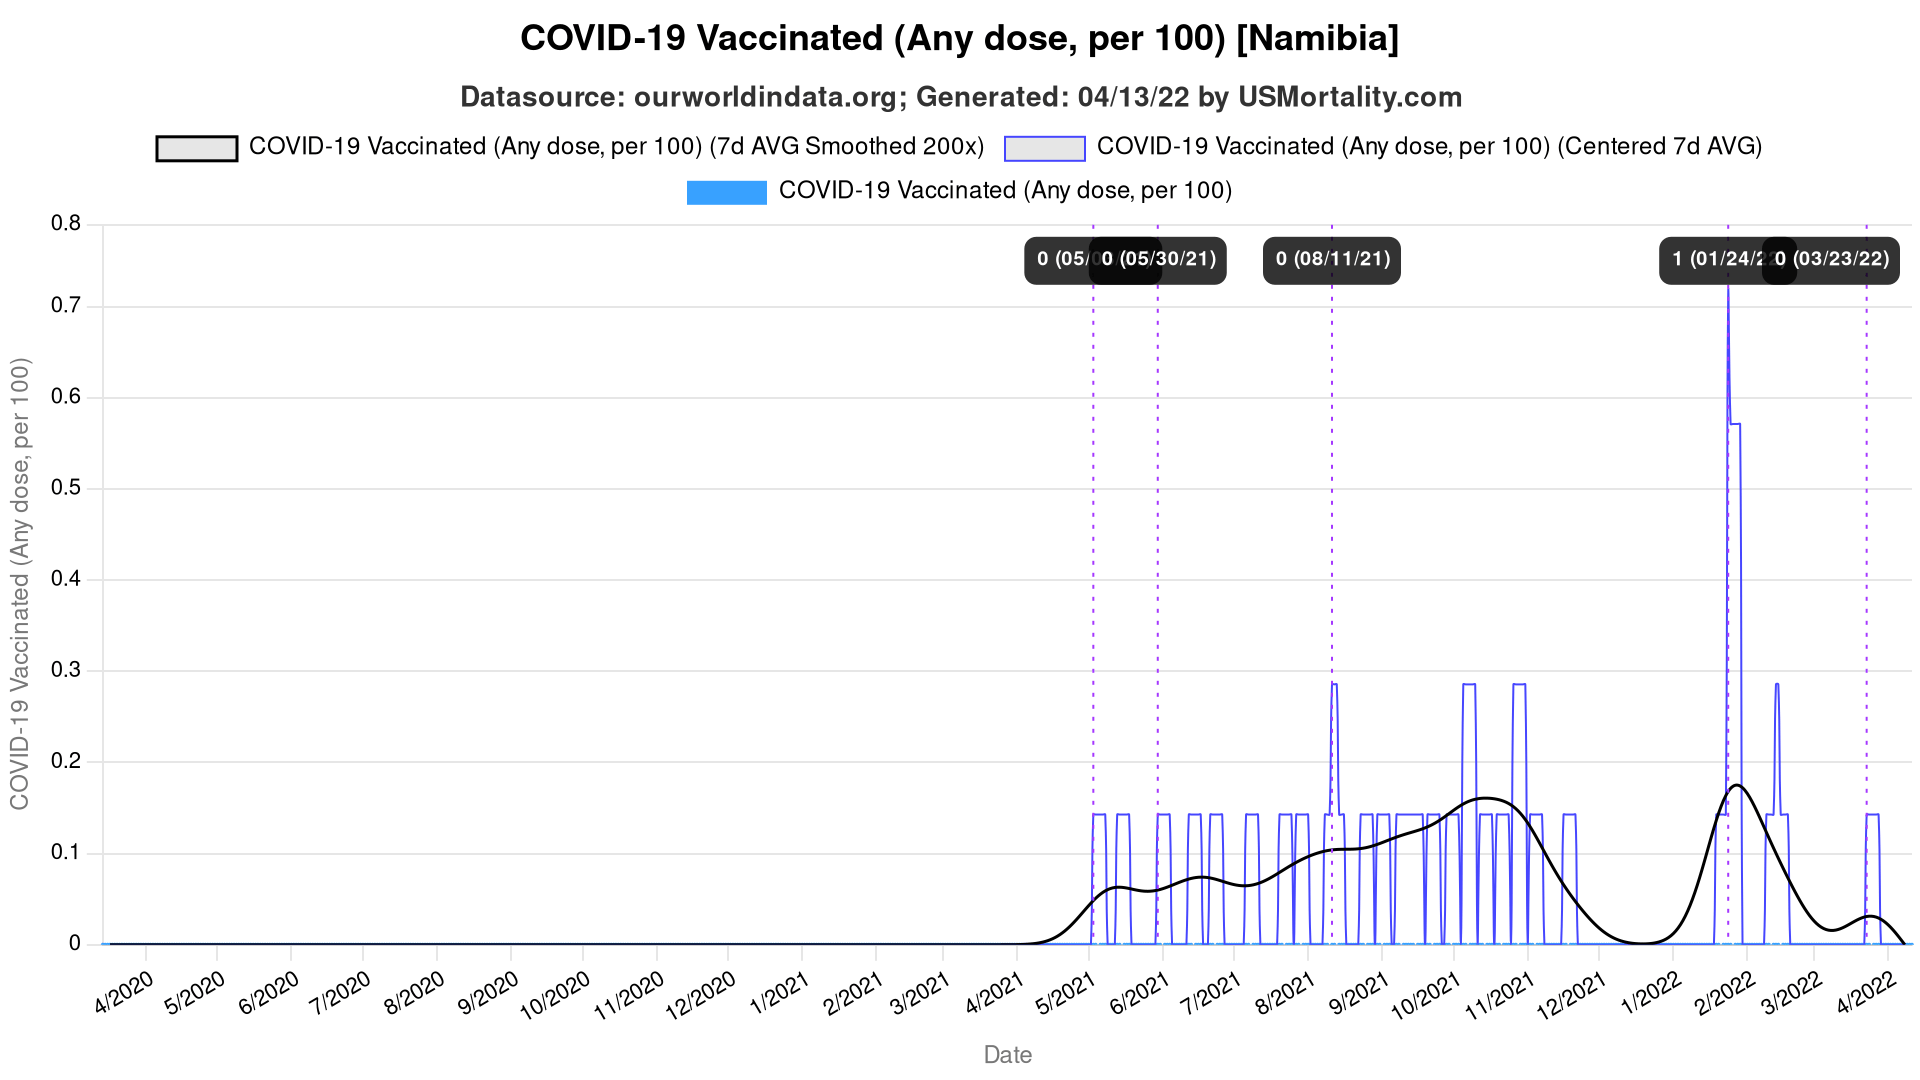 COVID-19 Vaccinated (Any dose, per 100) [Namibia]
Datasource: ourworldindata.org; Generated: 04/13/22 by USMortality.com
COVID-19 Vaccinated (Any dose, per 100) (7d AVG Smoothed 200x) COVID-19 Vaccinated (Any dose, per 100) (Centered 7d AVG)
COVID-19 Vaccinated (Any dose, per 100)
0 (05/ 0 (05/30/21) 0 (08/11/21) 1 (01/24/22 0 (03/23/22)
COVID-19 Vaccinated (Any dose, per 100)
0.8
0.7
0.6
0.5
0.4
0.3
0.2
0.1
0
4/2020 5/2020 6/2020 7/2020 8/2020 9/2020 10/2020 11/2020 12/2020 1/2021 2/2021 3/2021 4/2021 5/2021 6/2021 7/2021 8/2021 9/2021 10/2021 11/2021 12/2021 1/2022 2/2022 3/2022 4/2022
Date